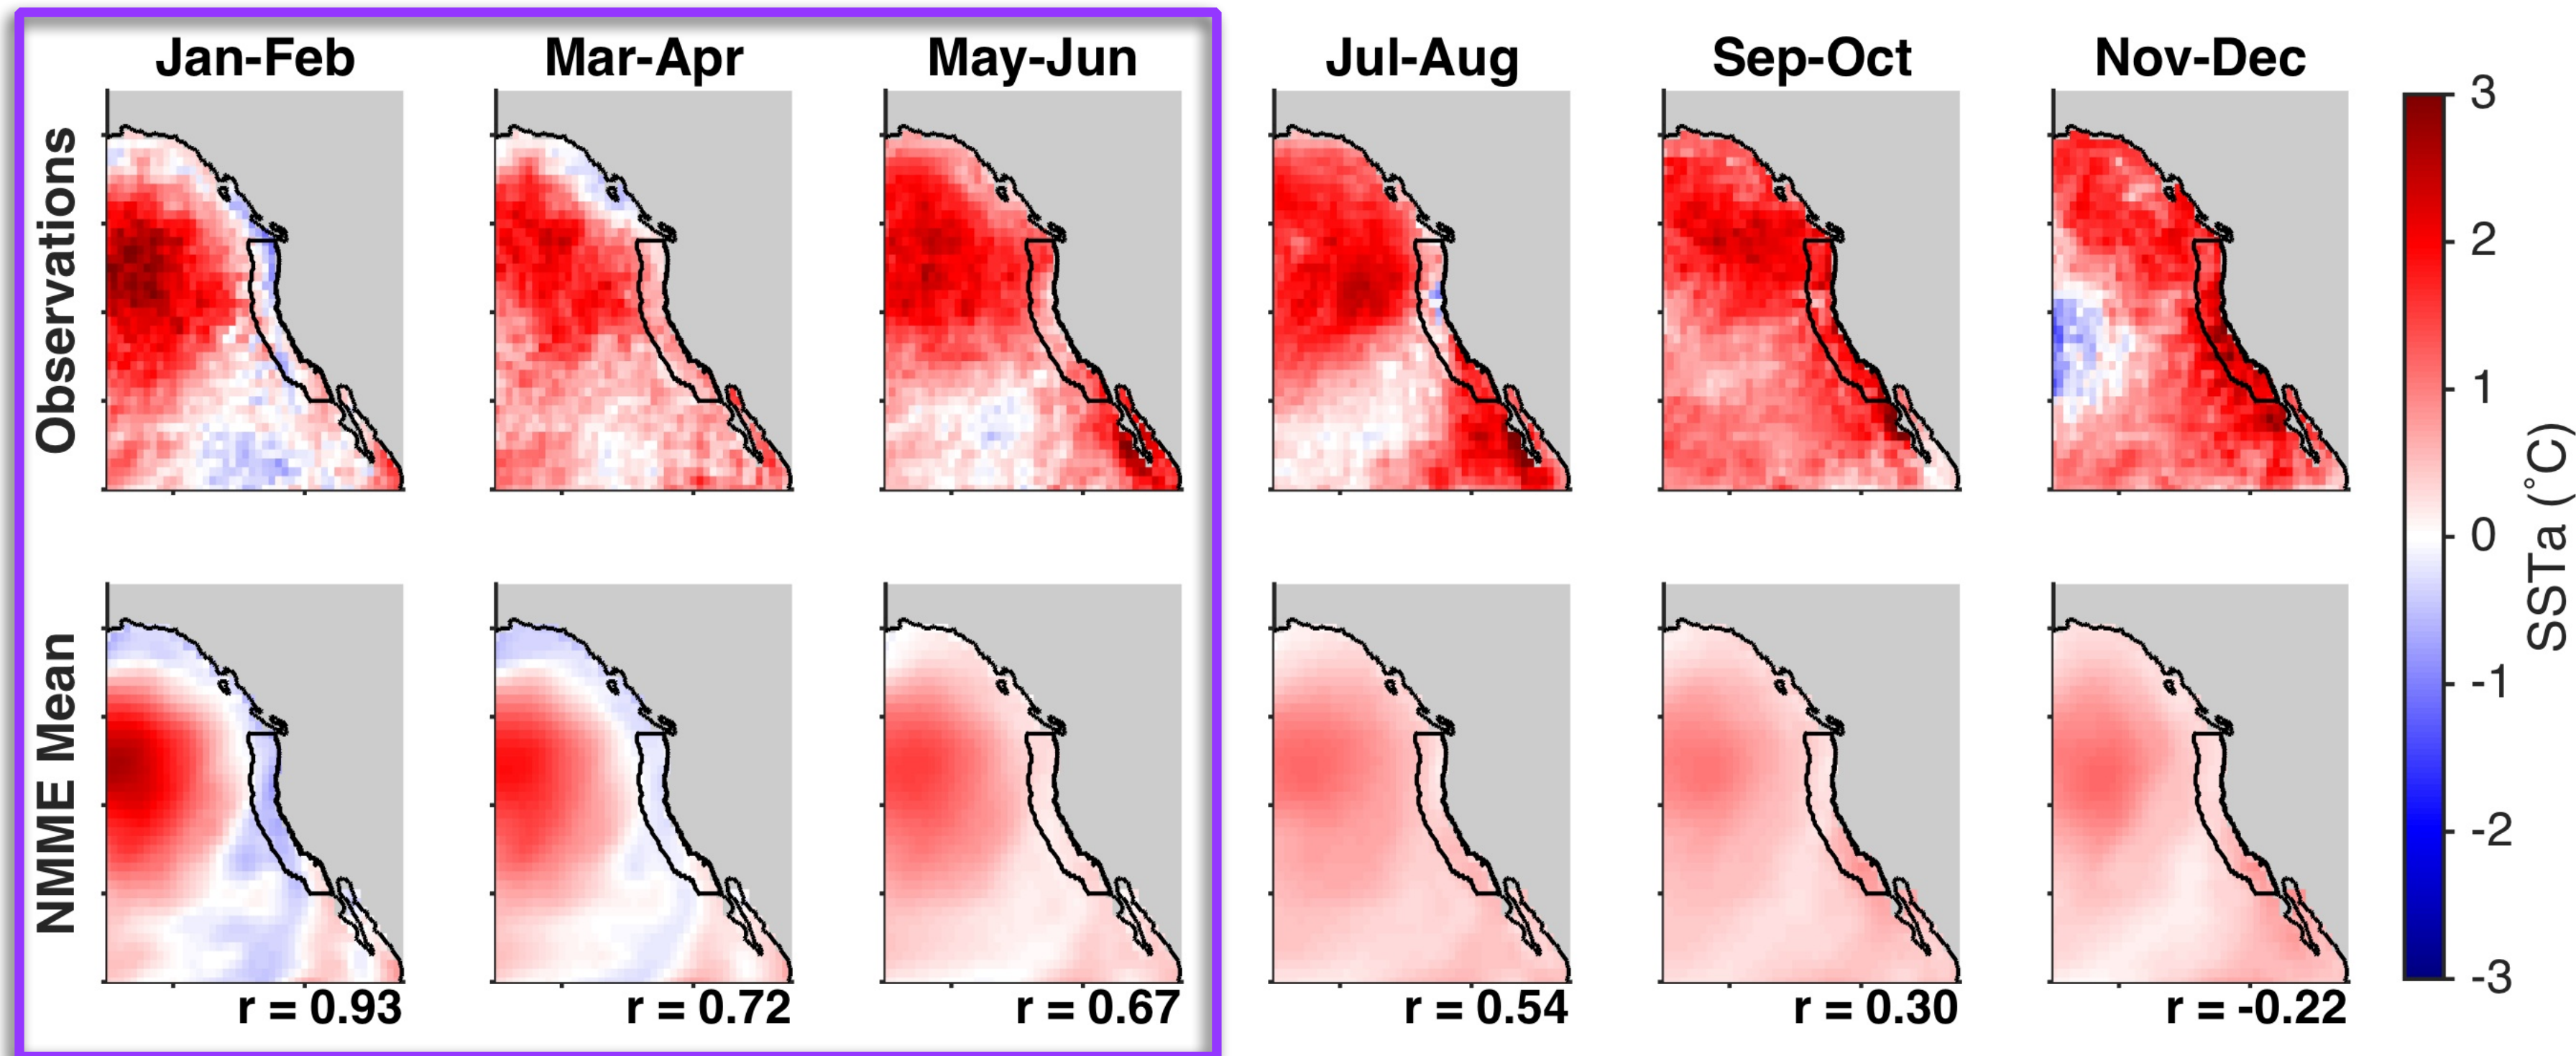 Jan-Feb Mar-Apr May-Jun Jul-Aug Sep-Oct Nov-Dec
Observations
NMME Mean
r = 0.93 r = 0.72 r = 0.67 r = 0.54 r = 0.30 r = -0.22
3
2
1
0
-1
-2
-3
SSTa (°C)